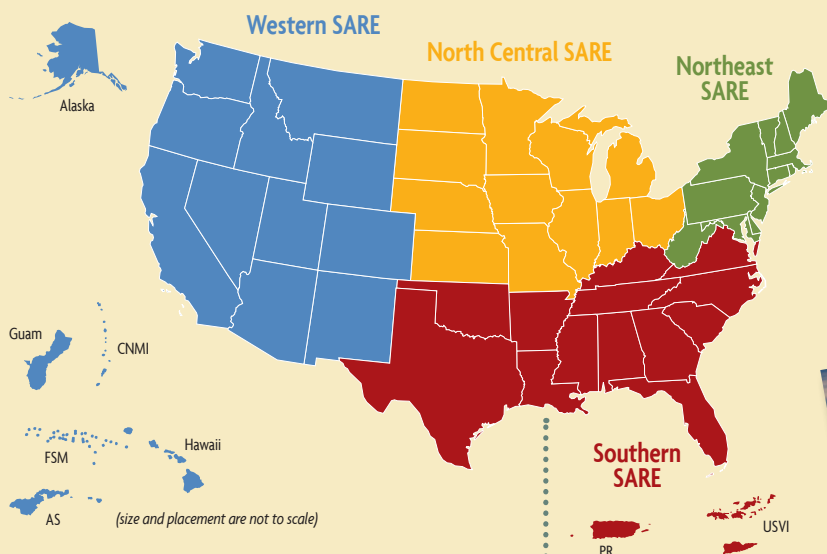 Western SARE
North Central SARE
Northeast
SARE
Alaska
Guam
CNMI
FSM
Hawaii
AS
(size and placement are not to scale)
Southern
SARE
USVI
PR